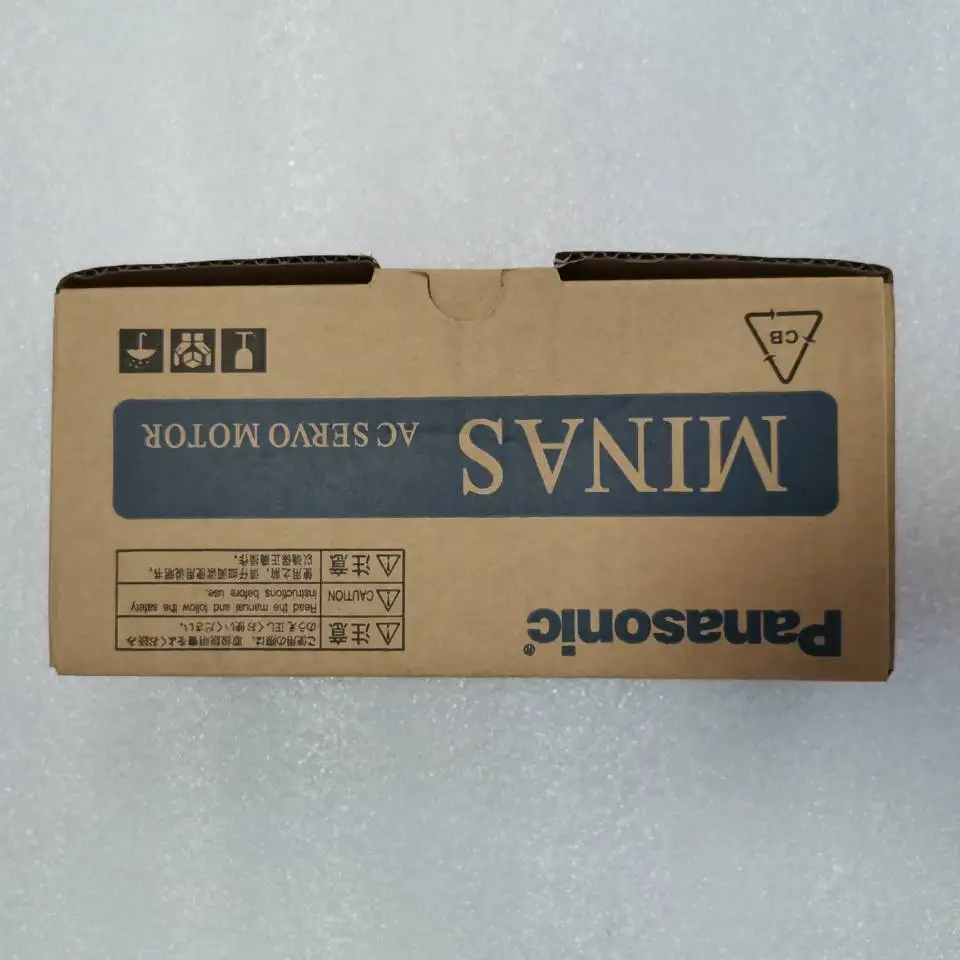 Panasonic®
ご使用の際は、取扱説明書をよくお読み
のうえ正しくお使いください。
注意
Read the manual and follow the safety
instructions before use.
CAUTION
使用之前，请仔细阅读使用说明书，
以确保正确操作。
注意
MINAS AC SERVO MOTOR
CB